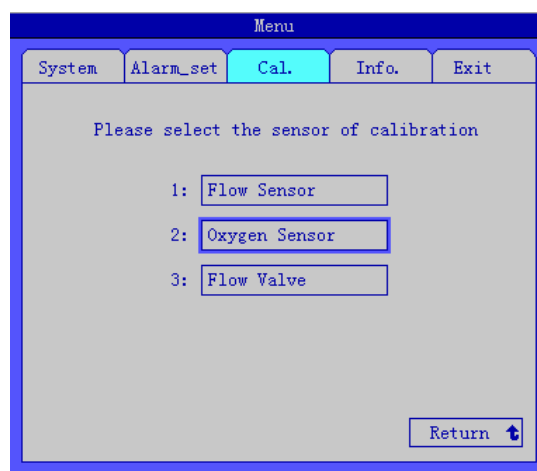 Menu
System Alarm_set Cal. Info. Exit
Please select the sensor of calibration
1: Flow Sensor
2: Oxygen Sensor
3: Flow Valve
Return